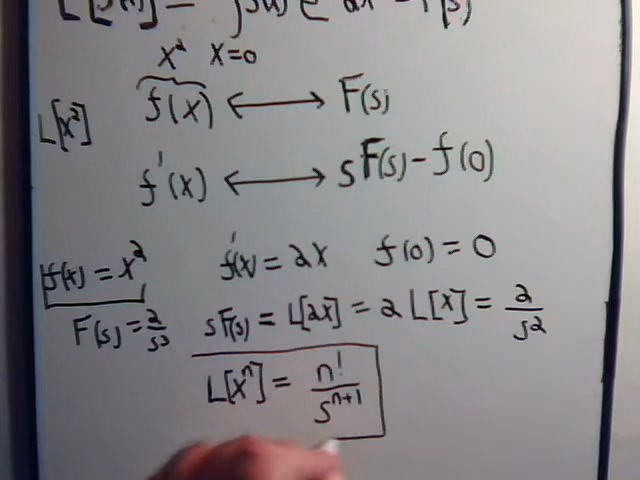 L[f(x)] = ∫f(x) e dx = F(s)
x² x=0
L[x²] f(x) ⟷ F(s)
f'(x) ⟷ sF(s) - f(0)
f(x) = x² f'(x) = 2x f(0) = 0
F(s) = 2/s³ sF(s) = L[2x] = 2 L[x] = 2/s²
L[xⁿ] = n!/sⁿ⁺¹